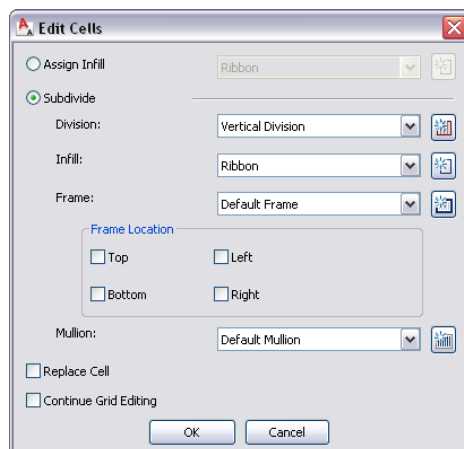 Edit Cells
Assign Infill Ribbon
Subdivide
Division: Vertical Division
Infill: Ribbon
Frame: Default Frame
Frame Location
Top Left
Bottom Right
Mullion: Default Mullion
Replace Cell
Continue Grid Editing
OK Cancel